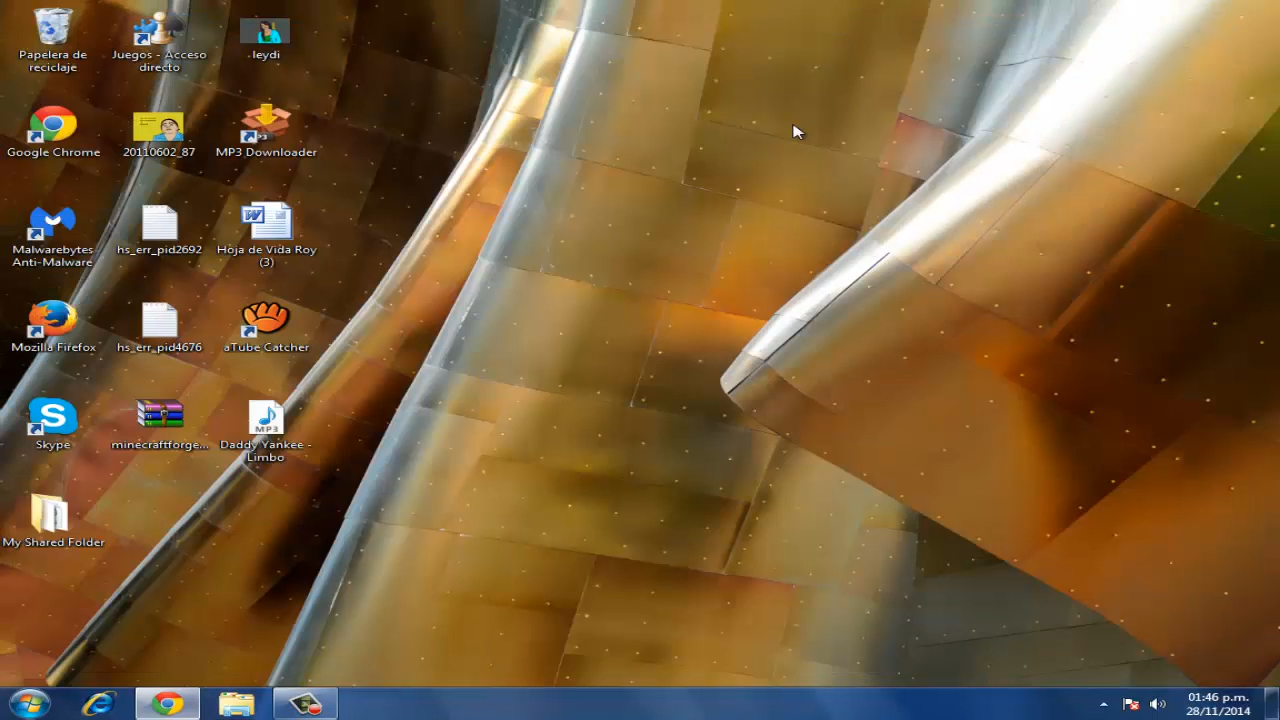 Papelera de
reciclaje
Juegos - Acceso
directo
leydi
Google Chrome
20110602_87
MP3 Downloader
Malwarebytes
Anti-Malware
hs_err_pid2692
Hoja de Vida Roy
(3)
Mozilla Firefox
hs_err_pid4676
aTube Catcher
Skype
minecraftforge...
MP3
Daddy Yankee -
Limbo
My Shared Folder
01:46 p.m.
28/11/2014